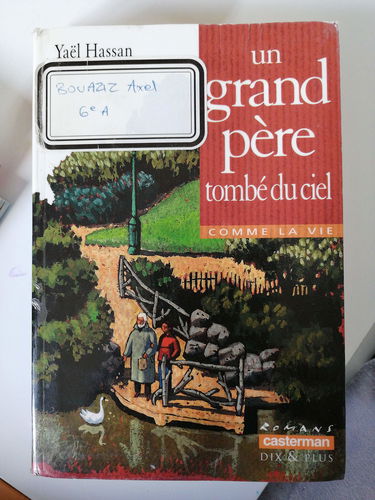 Yaël Hassan
BOUAZIZ Axel
6e A
un
grand
père
tombé du ciel
COMME LA VIE
ROMANS
casterman
DIX & PLUS